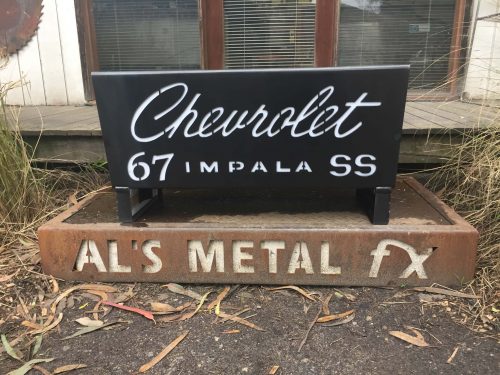 Chevrolet
67 IMPALA SS
AL'S METAL fx